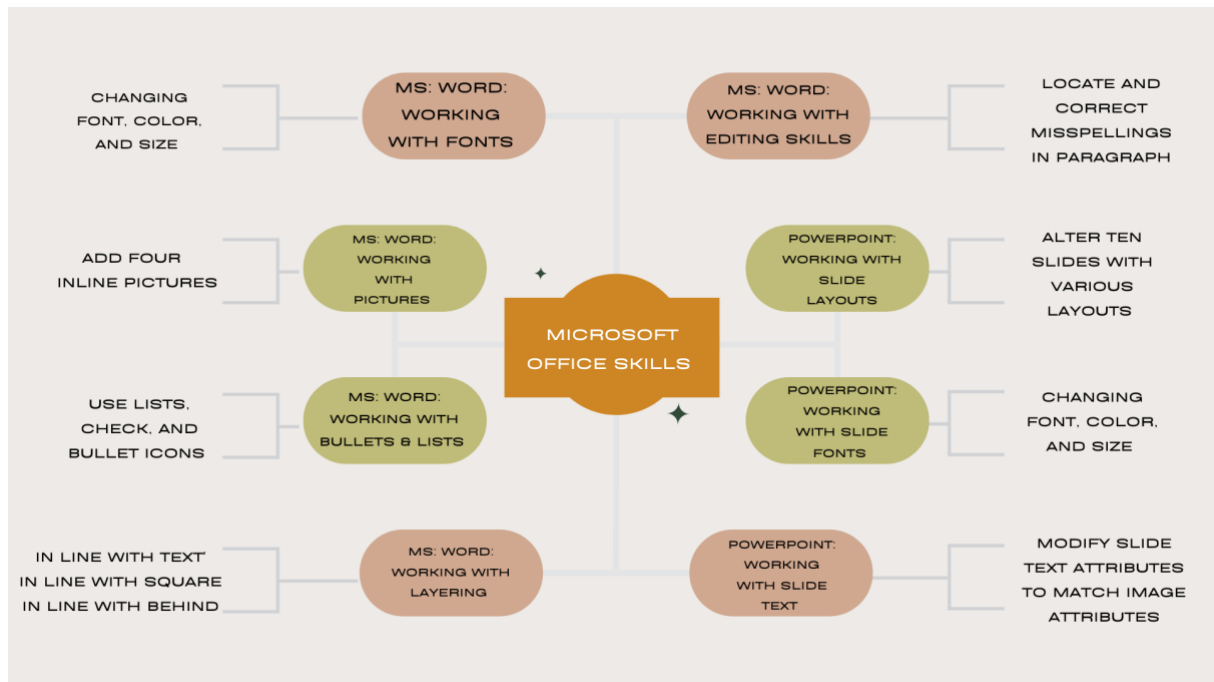 CHANGING
FONT, COLOR,
AND SIZE
MS: WORD:
WORKING
WITH FONTS
MS: WORD:
WORKING WITH
EDITING SKILLS
LOCATE AND
CORRECT
MISSPELLINGS
IN PARAGRAPH
ADD FOUR
INLINE PICTURES
MS: WORD:
WORKING
WITH
PICTURES
POWERPOINT:
WORKING WITH
SLIDE
LAYOUTS
ALTER TEN
SLIDES WITH
VARIOUS
LAYOUTS
MICROSOFT
OFFICE SKILLS
USE LISTS,
CHECK, AND
BULLET ICONS
MS: WORD:
WORKING WITH
BULLETS & LISTS
POWERPOINT:
WORKING
WITH SLIDE
FONTS
CHANGING
FONT, COLOR,
AND SIZE
IN LINE WITH TEXT'
IN LINE WITH SQUARE
IN LINE WITH BEHIND
MS: WORD:
WORKING WITH
LAYERING
POWERPOINT:
WORKING
WITH SLIDE
TEXT
MODIFY SLIDE
TEXT ATTRIBUTES
TO MATCH IMAGE
ATTRIBUTES